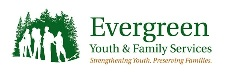 Evergreen
Youth & Family Services
Strengthening Youth. Preserving Families.